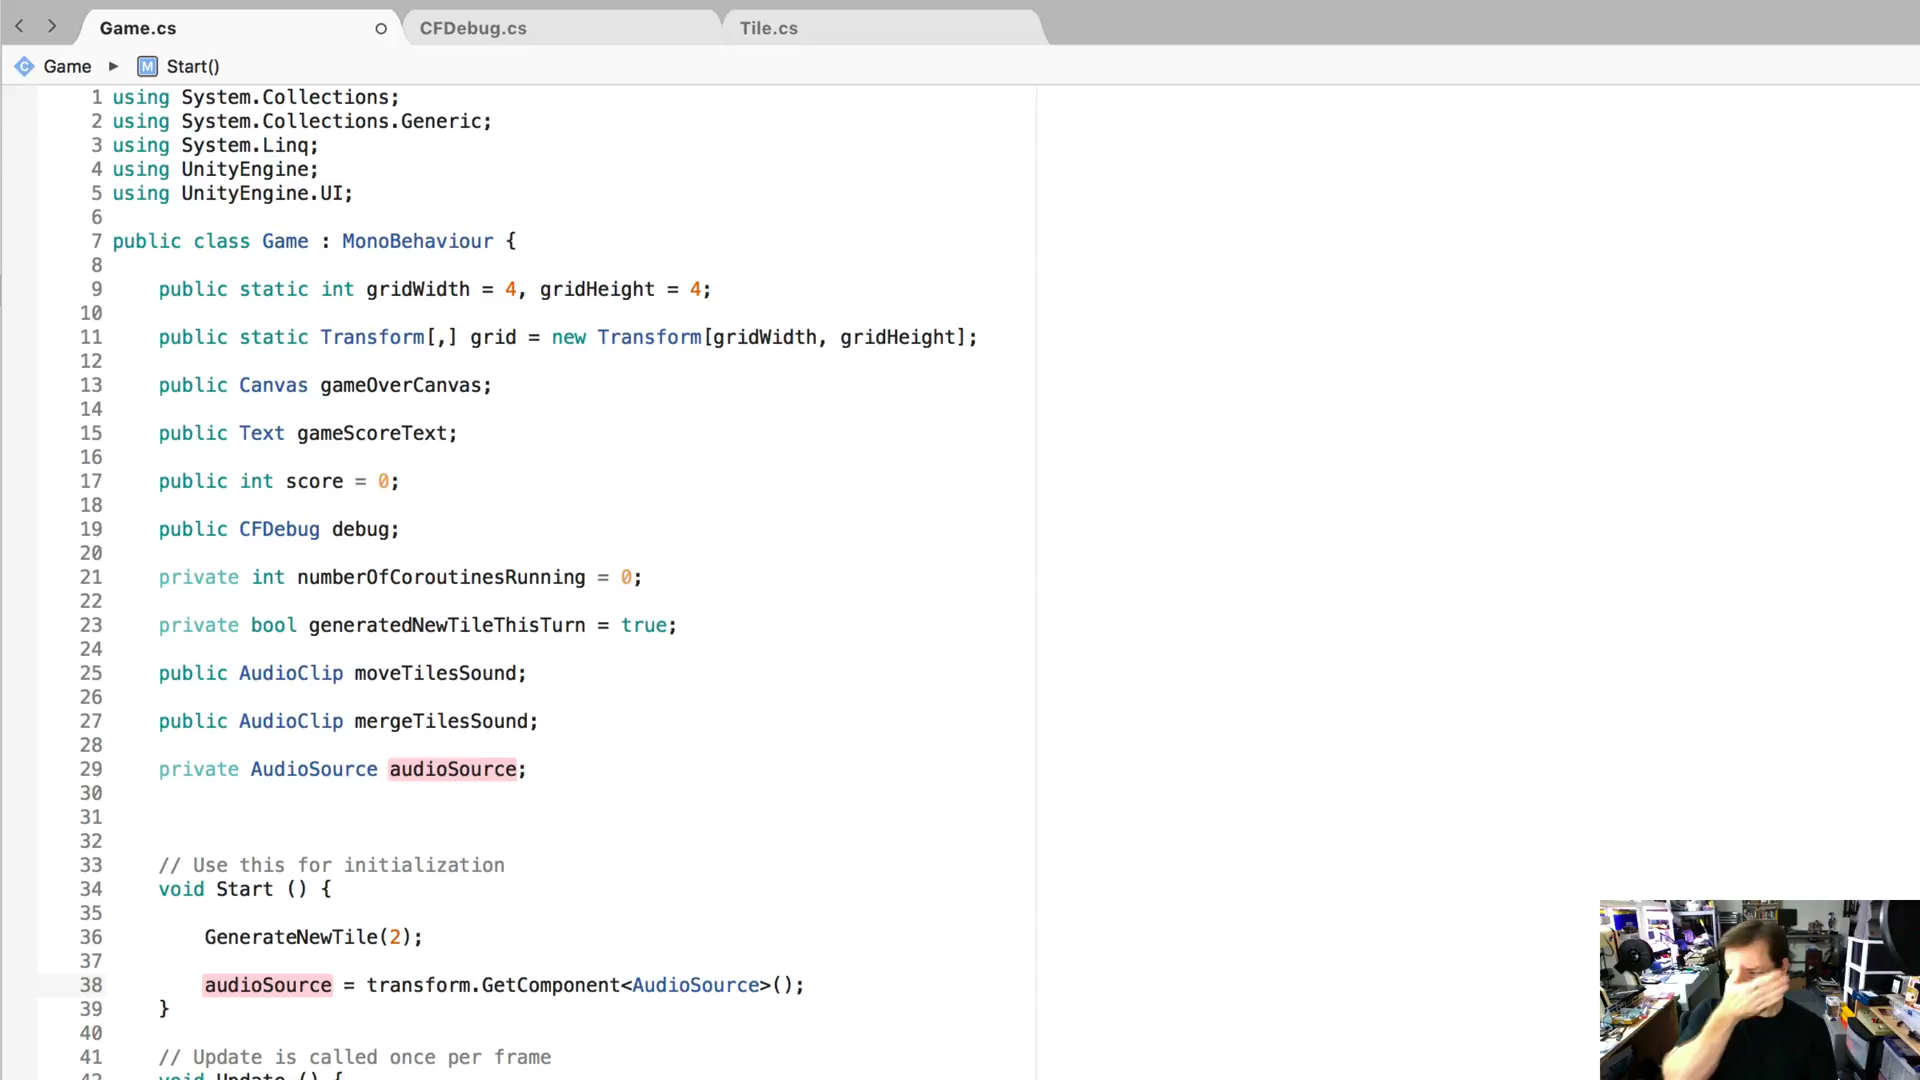 Game.cs CFDebug.cs Tile.cs
C Game M Start()
1 using System.Collections;
2 using System.Collections.Generic;
3 using System.Linq;
4 using UnityEngine;
5 using UnityEngine.UI;
6
7 public class Game : MonoBehaviour {
8
9 public static int gridWidth = 4, gridHeight = 4;
10
11 public static Transform[,] grid = new Transform[gridWidth, gridHeight];
12
13 public Canvas gameOverCanvas;
14
15 public Text gameScoreText;
16
17 public int score = 0;
18
19 public CFDebug debug;
20
21 private int numberOfCoroutinesRunning = 0;
22
23 private bool generatedNewTileThisTurn = true;
24
25 public AudioClip moveTilesSound;
26
27 public AudioClip mergeTilesSound;
28
29 private AudioSource audioSource;
30
31
32
33 // Use this for initialization
34 void Start () {
35
36 GenerateNewTile(2);
37
38 audioSource = transform.GetComponent<AudioSource>();
39 }
40
41 // Update is called once per frame
42 void Update () {